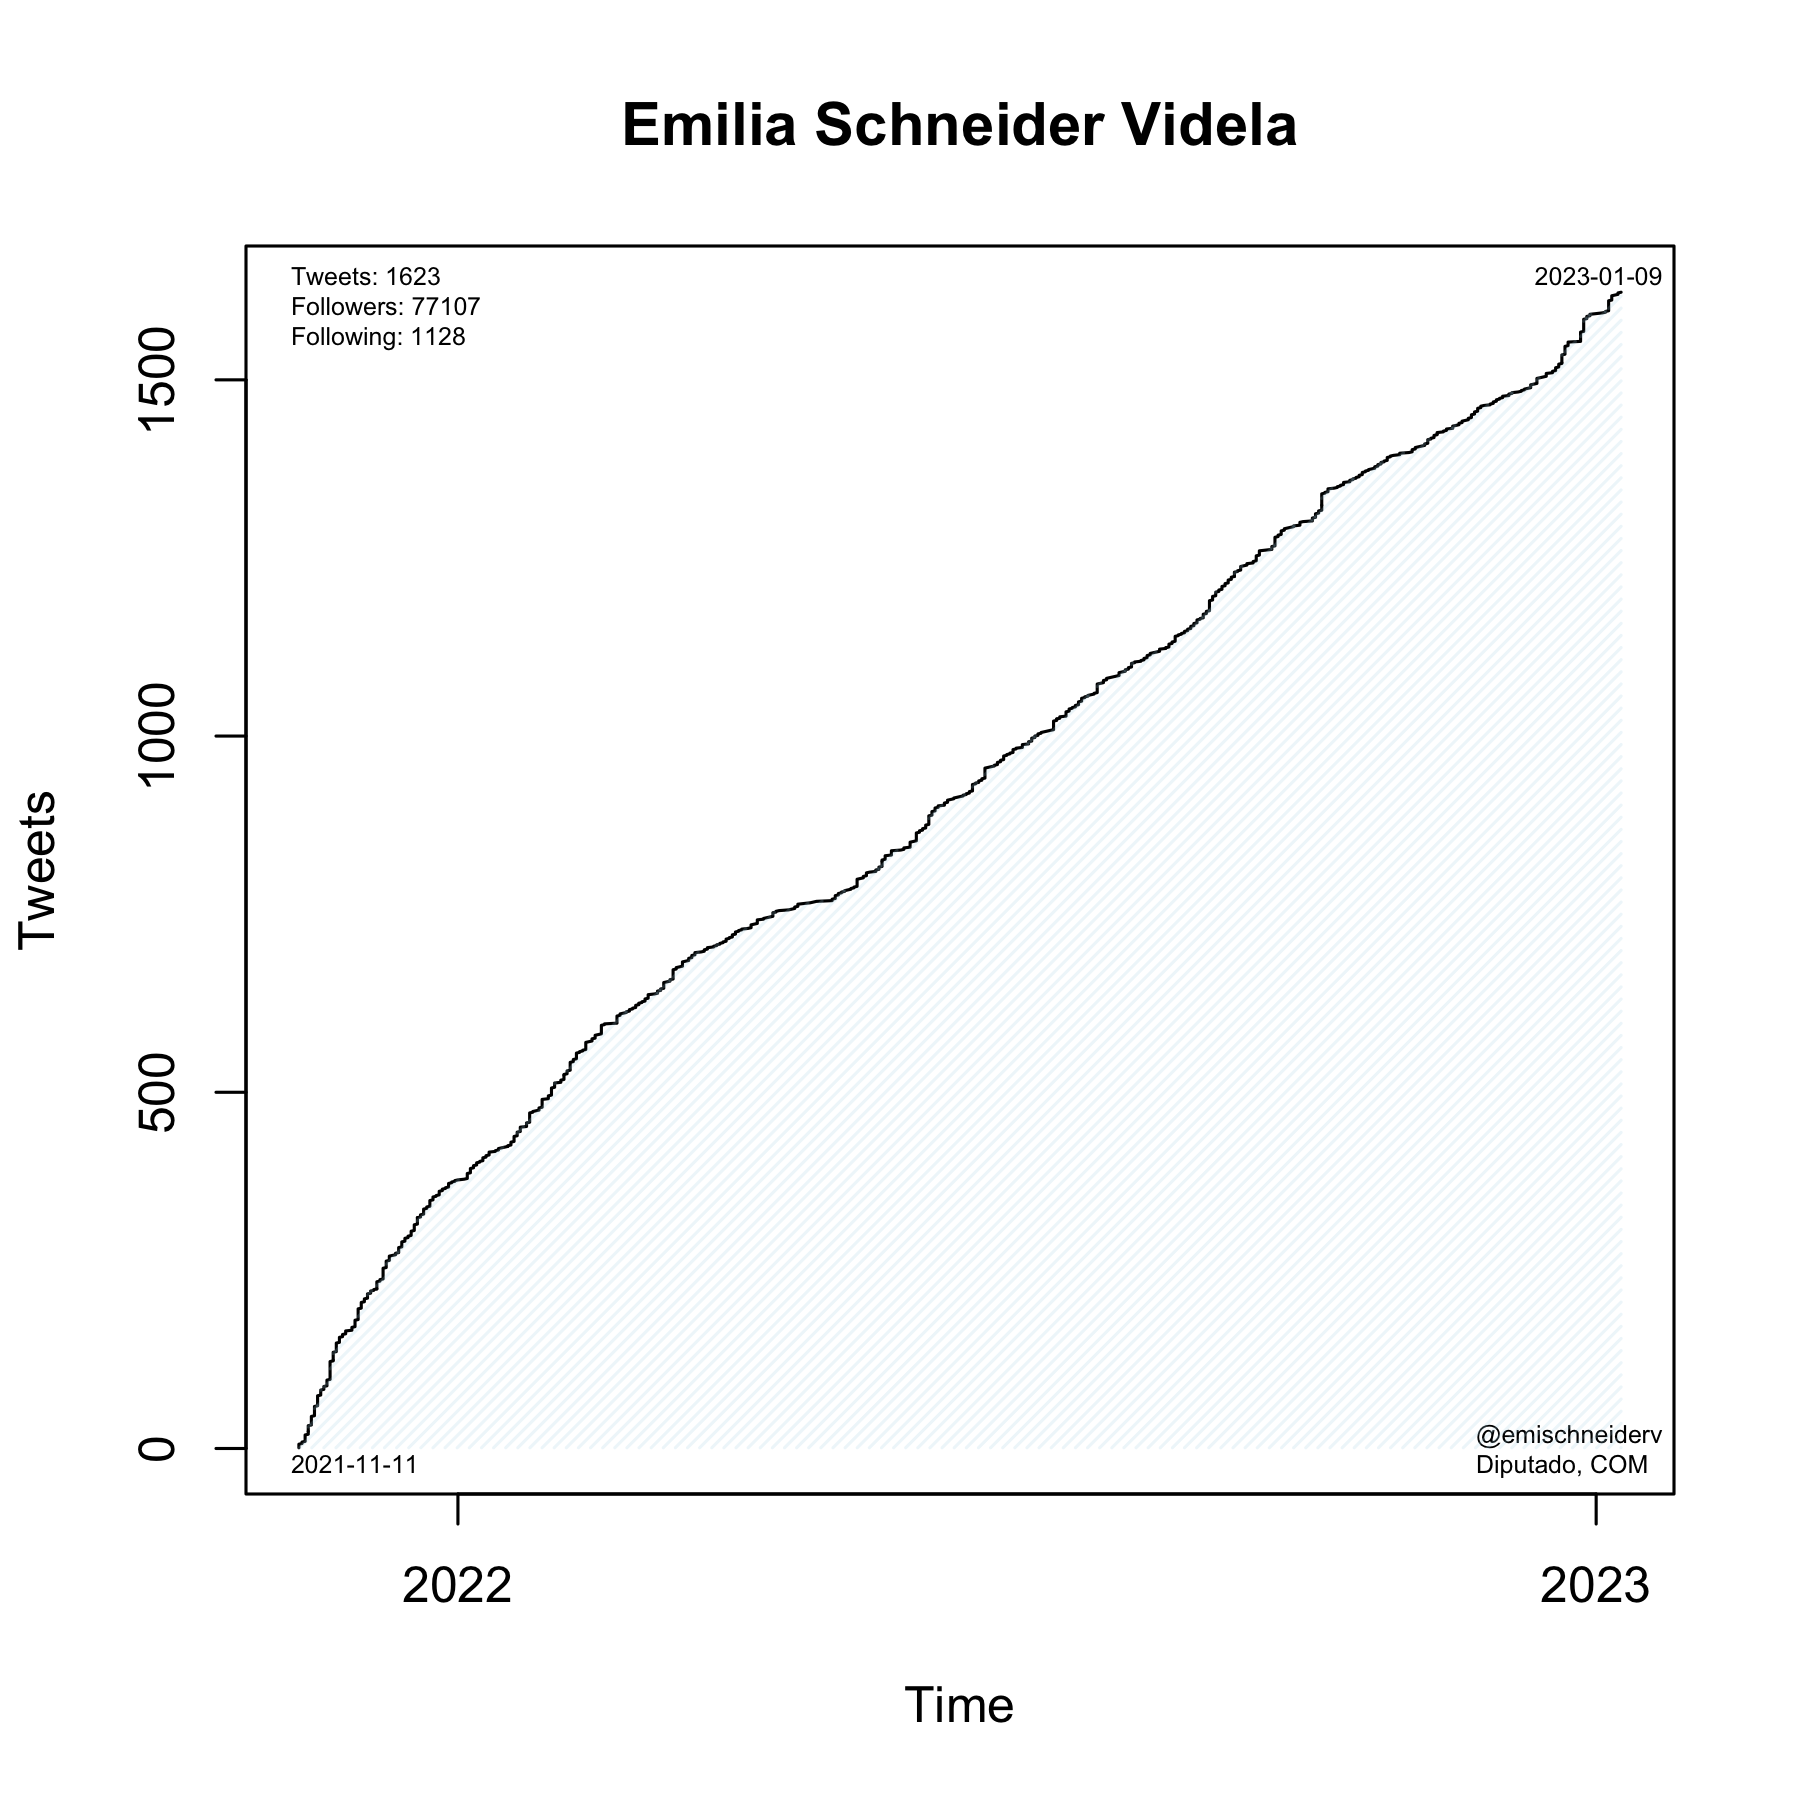 Emilia Schneider Videla
Tweets: 1623
Followers: 77107
Following: 1128
2023-01-09
1500
1000
500
0
Tweets
2021-11-11
@emischneiderv
Diputado, COM
2022
2023
Time